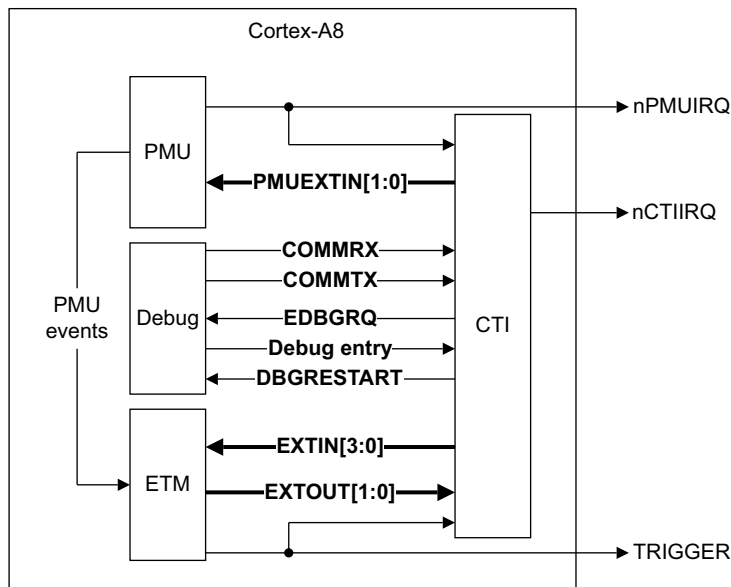 Cortex-A8
nPMUIRQ
PMU
PMUEXTIN[1:0]
nCTIIRQ
COMMRX
COMMTX
PMU
events
Debug
EDBGRQ
CTI
Debug entry
DBGRESTART
EXTIN[3:0]
ETM
EXTOUT[1:0]
TRIGGER